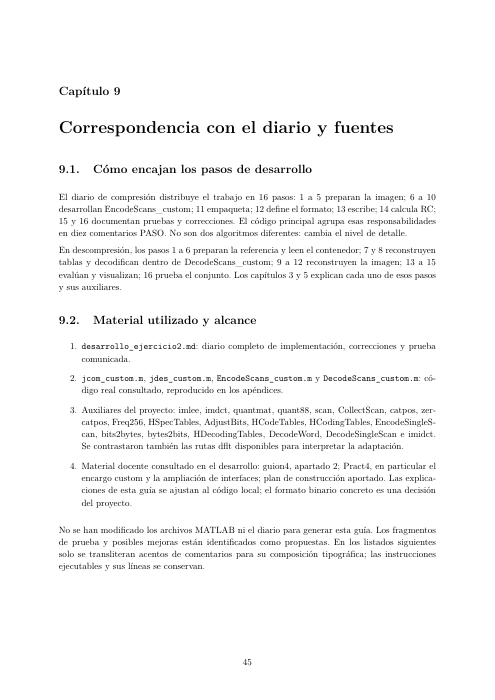 Capítulo 9
Correspondencia con el diario y fuentes
9.1. Cómo encajan los pasos de desarrollo
El diario de compresión distribuye el trabajo en 16 pasos: 1 a 5 preparan la imagen; 6 a 10
desarrollan EncodeScans_custom; 11 empaqueta; 12 define el formato; 13 escribe; 14 calcula RC;
15 y 16 documentan pruebas y correcciones. El código principal agrupa esas responsabilidades
en diez comentarios PASO. No son dos algoritmos diferentes: cambia el nivel de detalle.
En descompresión, los pasos 1 a 6 preparan la referencia y leen el contenedor; 7 y 8 reconstruyen
tablas y decodifican dentro de DecodeScans_custom; 9 a 12 reconstruyen la imagen; 13 a 15
evalúan y visualizan; 16 prueba el conjunto. Los capítulos 3 y 5 explican cada uno de esos pasos
y sus auxiliares.
9.2. Material utilizado y alcance
1. desarrollo_ejercicio2.md: diario completo de implementación, correcciones y prueba
comunicada.
2. jcom_custom.m, jdes_custom.m, EncodeScans_custom.m y DecodeScans_custom.m: có-
digo real consultado, reproducido en los apéndices.
3. Auxiliares del proyecto: imlee, imdct, quantmat, quant88, scan, CollectScan, catpos, zer-
catpos, Freq256, HSpecTables, AdjustBits, HCodeTables, HCodingTables, EncodeSingleS-
can, bits2bytes, bytes2bits, HDecodingTables, DecodeWord, DecodeSingleScan e imidct.
Se contrastaron también las rutas dflt disponibles para interpretar la adaptación.
4. Material docente consultado en el desarrollo: guion4, apartado 2; Pract4, en particular el
encargo custom y la ampliación de interfaces; plan de construcción aportado. Las explica-
ciones de esta guía se ajustan al código local; el formato binario concreto es una decisión
del proyecto.
No se han modificado los archivos MATLAB ni el diario para generar esta guía. Los fragmentos
de prueba y posibles mejoras están identificados como propuestas. En los listados siguientes
solo se transliteran acentos de comentarios para su composición tipográfica; las instrucciones
ejecutables y sus líneas se conservan.
45